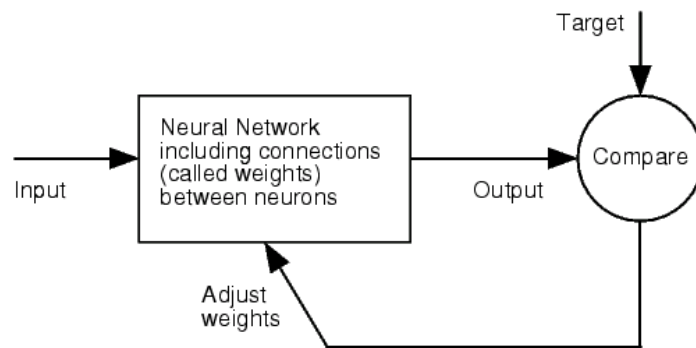 Target
Neural Network
including connections
(called weights)
between neurons
Compare
Input
Output
Adjust
weights